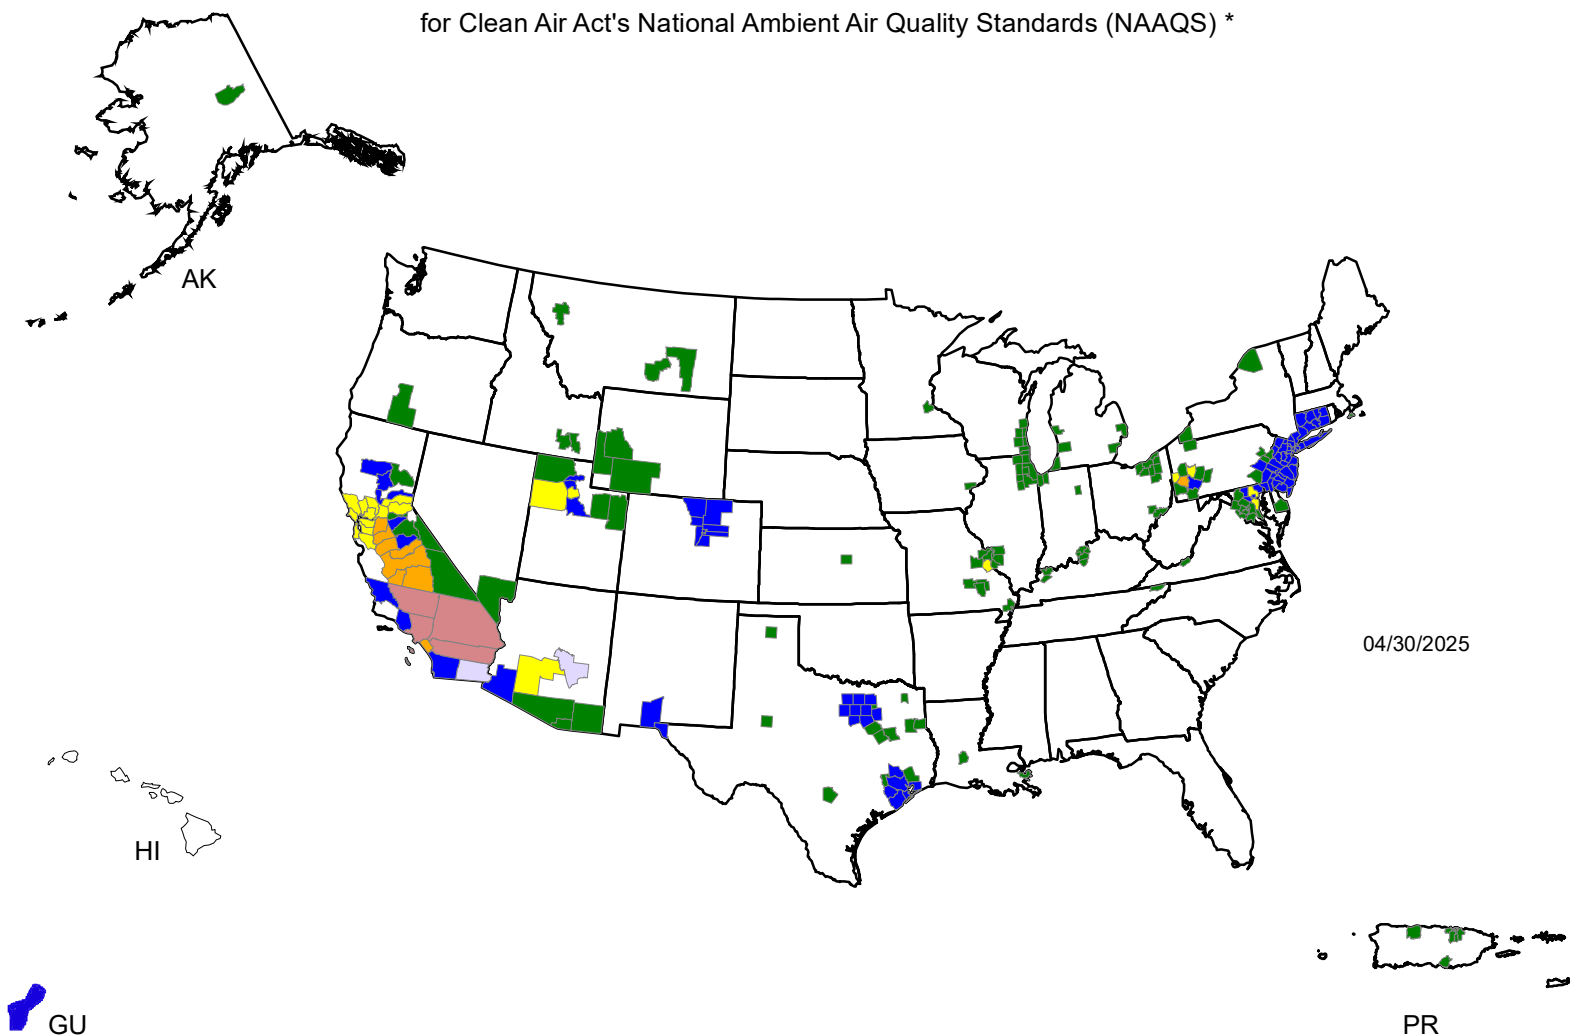 for Clean Air Act's National Ambient Air Quality Standards (NAAQS) *
AK
04/30/2025
HI
GU
PR